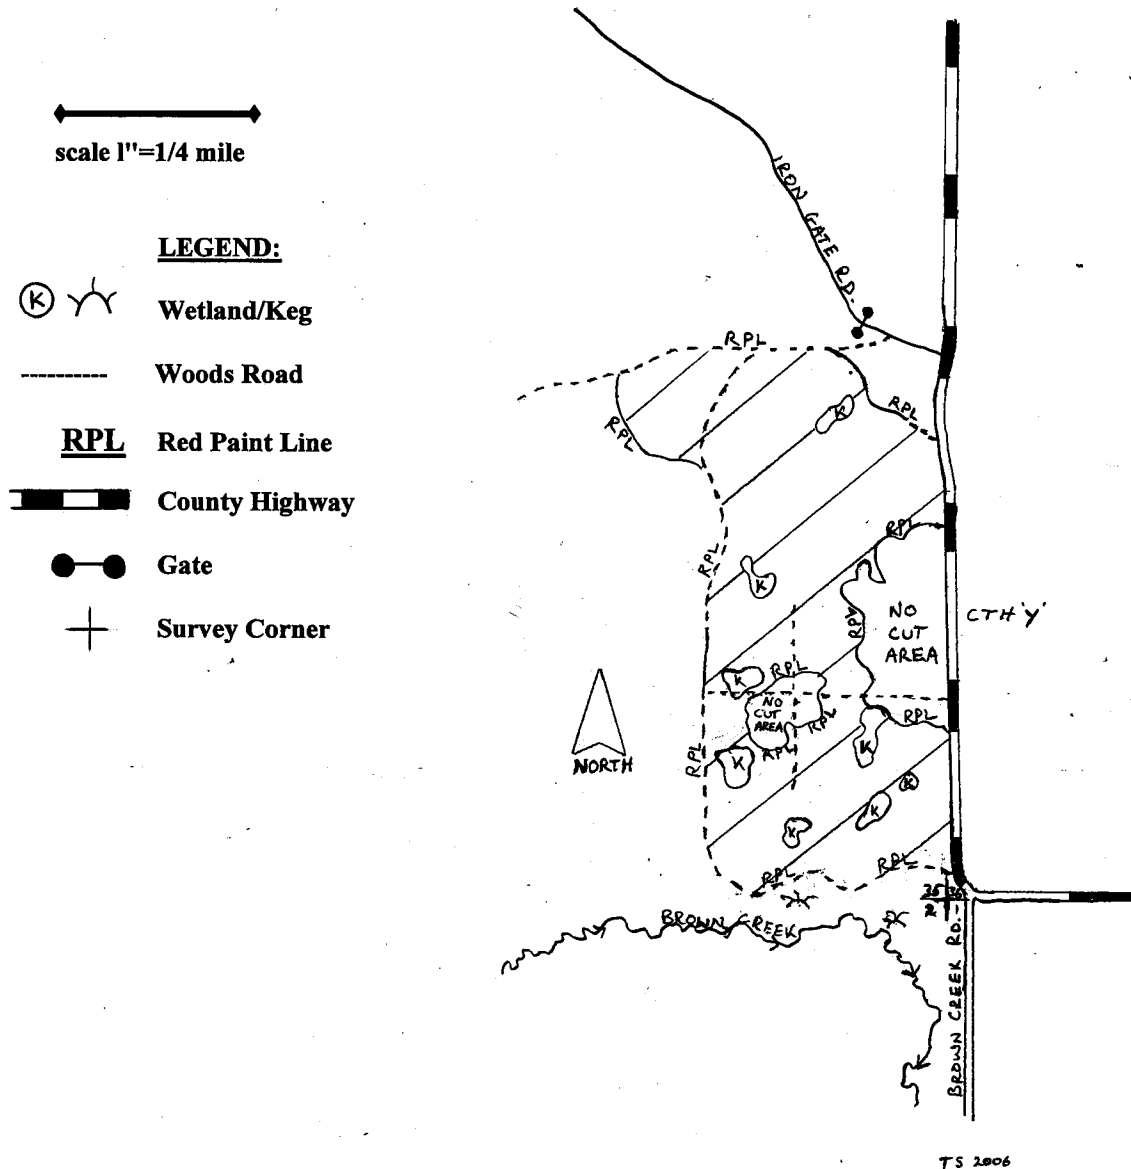 scale l"=1/4 mile
LEGEND:
K
Wetland/Keg
Woods Road
RPL Red Paint Line
County Highway
Gate
Survey Corner
IRON GATE RD.
RPL
RPL
RPL
K
RPL
RPL
K
RPL
NO
CUT
AREA
CTH 'Y'
K
RPL
NO
CUT
AREA
RPL
RPL
RPL
RPL
K
K
K
K
K
RPL
RPL
NORTH
35 36
2
BROWN CREEK
BROWN CREEK RD.
TS 2006